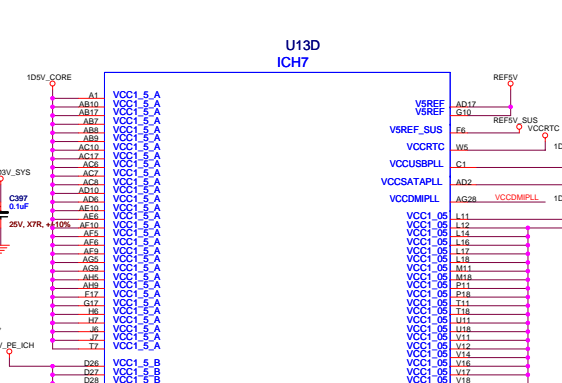 U13D
ICH7
1D5V_CORE
REF5V
A1 VCC1_5_A
AB10 VCC1_5_A
AB17 VCC1_5_A
AB7 VCC1_5_A
AB8 VCC1_5_A
AB9 VCC1_5_A
AC10 VCC1_5_A
AC17 VCC1_5_A
AC6 VCC1_5_A
AC7 VCC1_5_A
AC8 VCC1_5_A
AD10 VCC1_5_A
AD6 VCC1_5_A
AE10 VCC1_5_A
AE6 VCC1_5_A
AF10 VCC1_5_A
AF5 VCC1_5_A
AF6 VCC1_5_A
AF9 VCC1_5_A
AG5 VCC1_5_A
AG9 VCC1_5_A
AH5 VCC1_5_A
AH9 VCC1_5_A
F17 VCC1_5_A
G17 VCC1_5_A
H6 VCC1_5_A
H7 VCC1_5_A
J6 VCC1_5_A
J7 VCC1_5_A
T7 VCC1_5_A
D26 VCC1_5_B
D27 VCC1_5_B
D28 VCC1_5_B
V5REF AD17
V5REF G10
REF5V_SUS
V5REF_SUS F6
VCCRTC
VCCRTC W5
1D
VCCUSBPLL C1
VCCSATAPLL AD2
VCCDMIPLL AG28 VCCDMIPLL 1D
VCC1_05 L11
VCC1_05 L12
VCC1_05 L14
VCC1_05 L16
VCC1_05 L17
VCC1_05 L18
VCC1_05 M11
VCC1_05 M18
VCC1_05 P11
VCC1_05 P18
VCC1_05 T11
VCC1_05 T18
VCC1_05 U11
VCC1_05 U18
VCC1_05 V11
VCC1_05 V12
VCC1_05 V14
VCC1_05 V16
VCC1_05 V17
VCC1_05 V18
3V_SYS
C397
0.1uF
25V, X7R, +-10%
V_PE_ICH